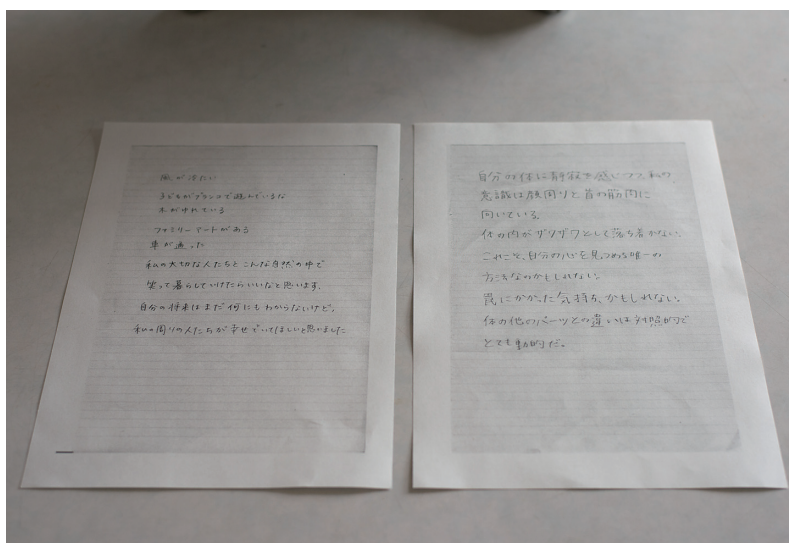 風が冷たい
子どもがブランコで遊んでいるな
木がゆれている
ファミリーマートがある
車が通った
私の大切な人たちとこんな自然の中で
笑って暮らしていけたらいいなと思います。
自分の将来はまだ何にもわからないけど、
私の周りの人たちが幸せでいてほしいと思いました
自分の体に静寂を感じつつ、私の
意識は顔周りと首の筋肉に
向いている。
体の内がザワザワとして落ち着かない。
これこそ、自分の心を見つめる唯一の
方法なのかもしれない。
罠にかかった気持ち、かもしれない。
体の他のパーツとの違いは対照的で
とても動的だ。